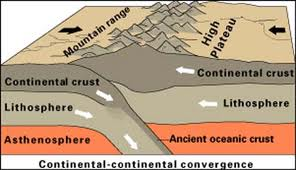 Mountain range
High
Plateau
Continental crust
Continental crust
Lithosphere
Lithosphere
Asthenosphere
Ancient oceanic crust
Continental-continental convergence